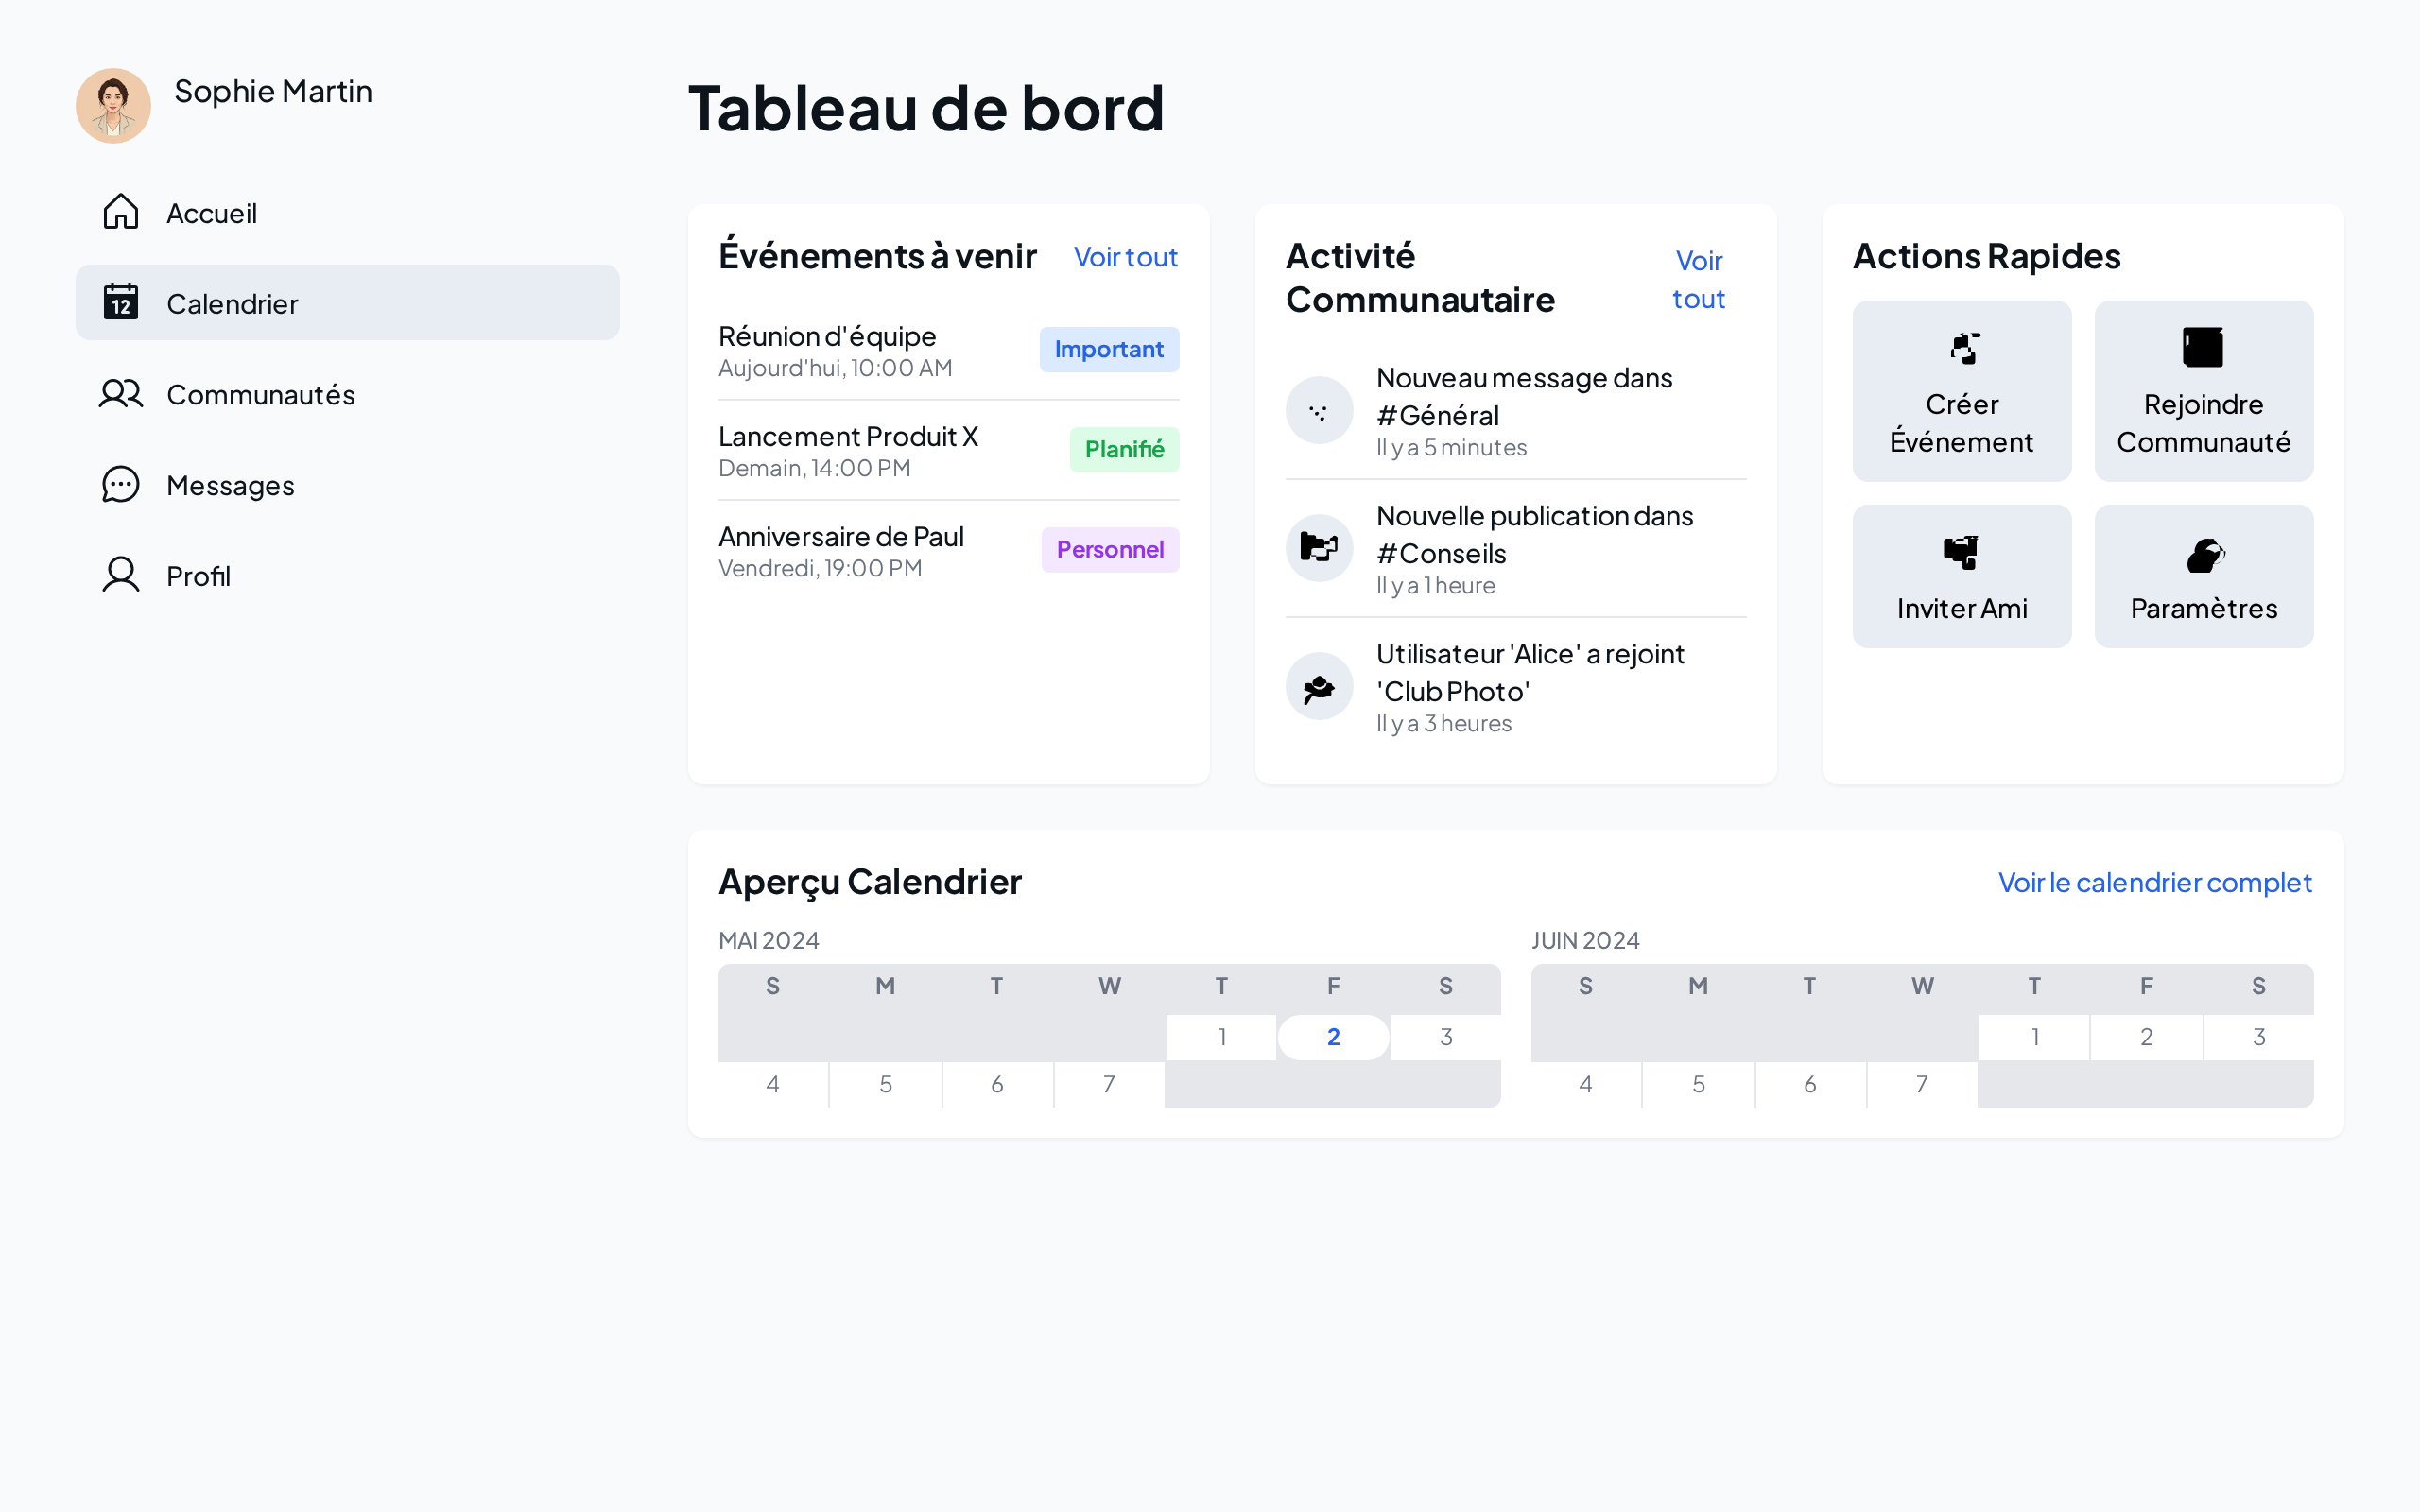 Sophie Martin
Accueil
12
Calendrier
Communautés
Messages
Profil
Tableau de bord
Événements à venir
Voir tout
Réunion d'équipe
Aujourd'hui, 10:00 AM
Important
Lancement Produit X
Demain, 14:00 PM
Planifié
Anniversaire de Paul
Vendredi, 19:00 PM
Personnel
Activité
Communautaire
Voir
tout
Nouveau message dans
#Général
Il y a 5 minutes
Nouvelle publication dans
#Conseils
Il y a 1 heure
Utilisateur 'Alice' a rejoint
'Club Photo'
Il y a 3 heures
Actions Rapides
Créer
Événement
Rejoindre
Communauté
Inviter Ami
Paramètres
Aperçu Calendrier
Voir le calendrier complet
MAI 2024
S M T W T F S
1 2 3
4 5 6 7
JUIN 2024
S M T W T F S
1 2 3
4 5 6 7